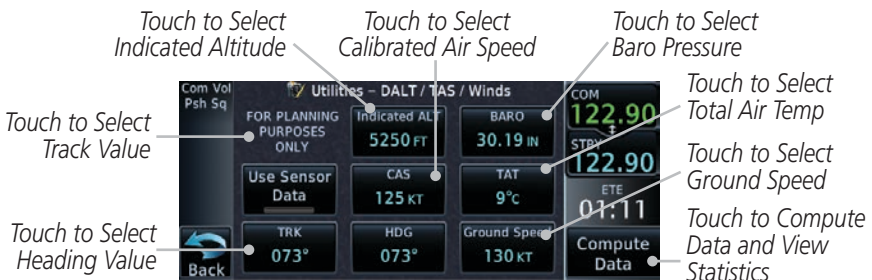 Touch to Select
Indicated Altitude
Touch to Select
Calibrated Air Speed
Touch to Select
Baro Pressure
Touch to Select
Total Air Temp
Touch to Select
Ground Speed
Touch to Compute
Data and View
Statistics
Touch to Select
Track Value
Touch to Select
Heading Value
Com Vol
Psh Sq
Utilities – DALT / TAS / Winds
FOR PLANNING
PURPOSES
ONLY
Indicated ALT
5250 FT
BARO
30.19 IN
Use Sensor
Data
CAS
125 KT
TAT
9°C
TRK
073°
HDG
073°
Ground Speed
130 KT
Back
COM
122.90
STBY
122.90
ETE
01:11
Compute
Data